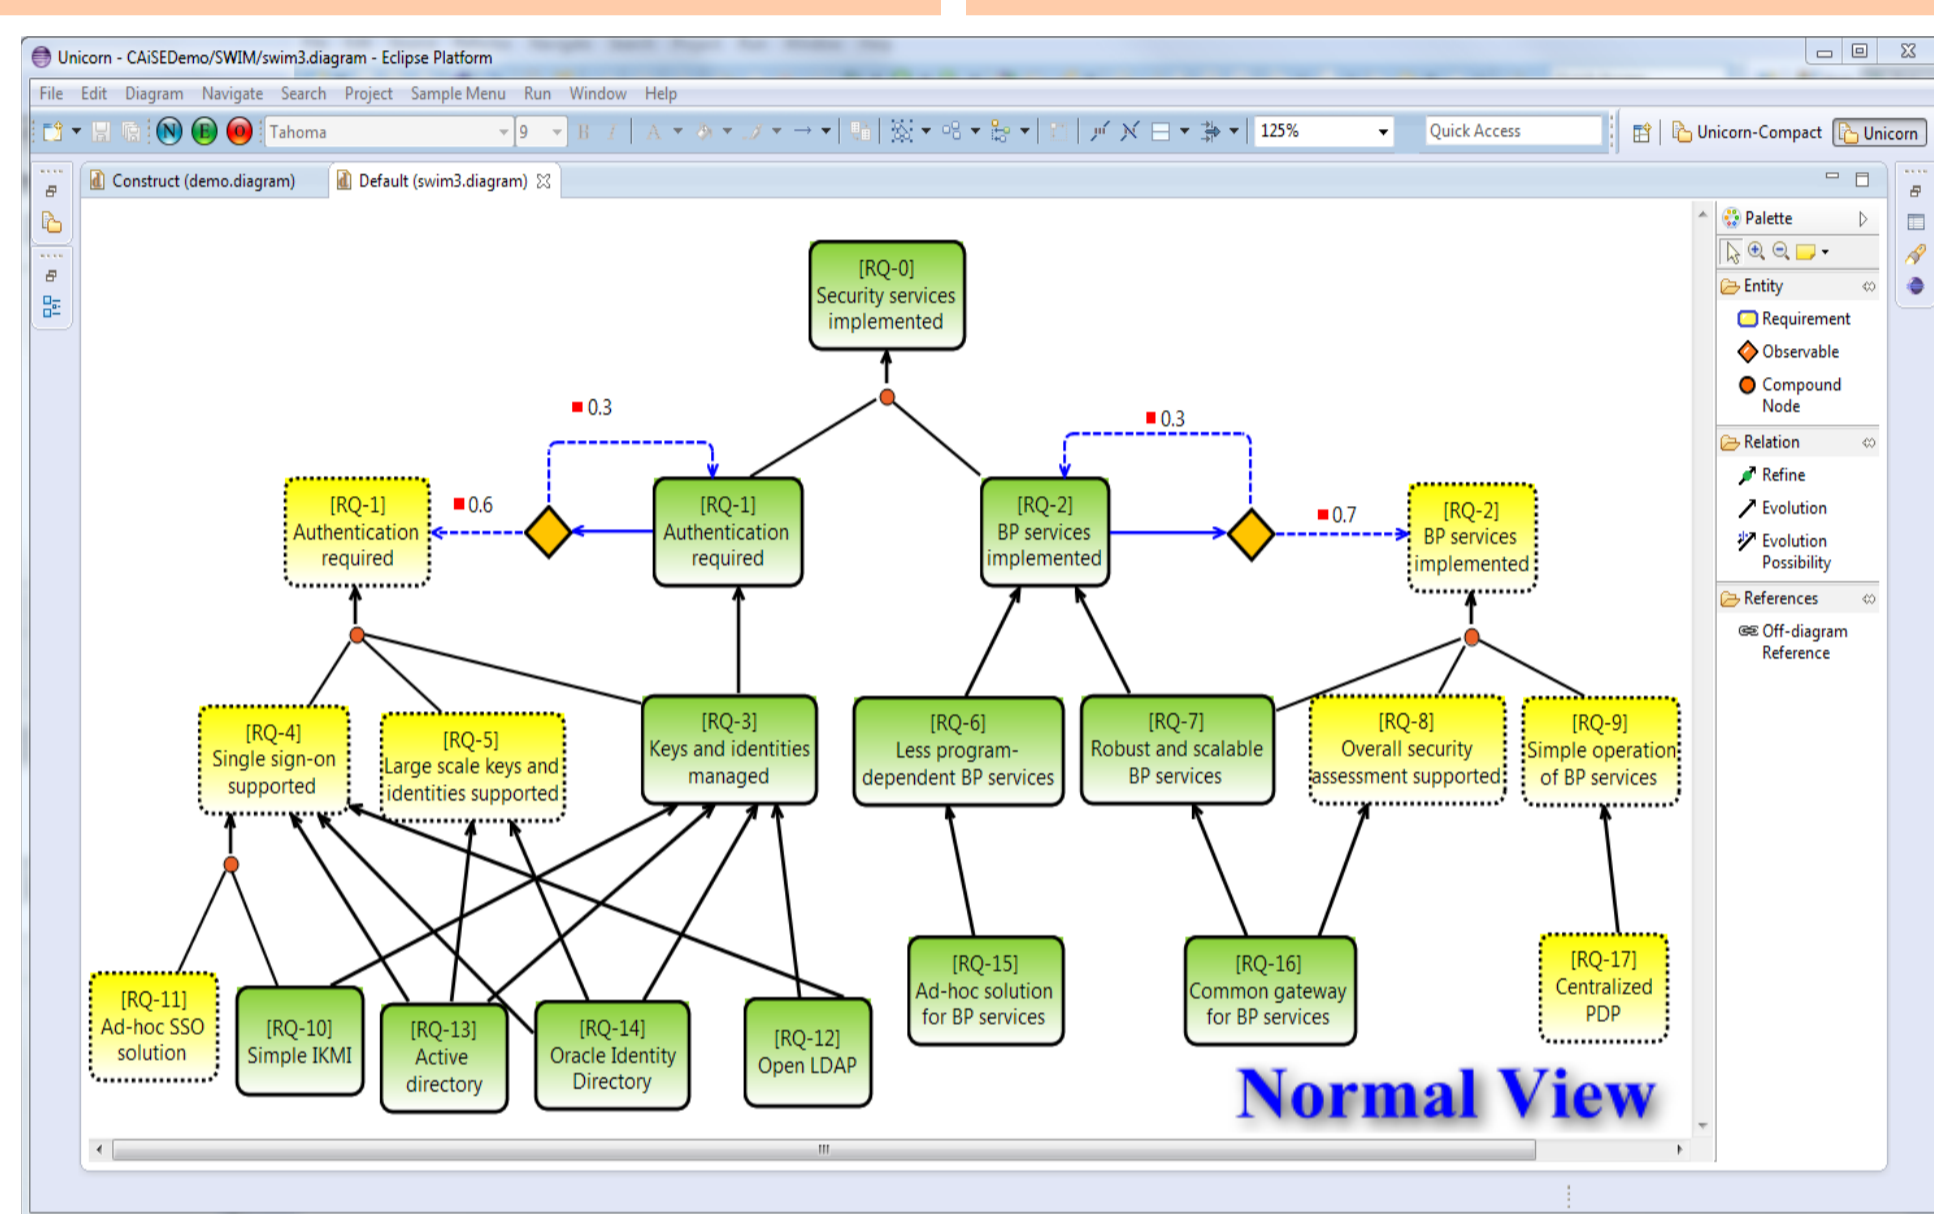 Unicorn - CAiSEDemo/SWIM/swim3.diagram - Eclipse Platform
File Edit Diagram Navigate Search Project Sample Menu Run Window Help
N E O Tahoma 9 B I A 125% Quick Access Unicorn-Compact Unicorn
Construct (demo.diagram) Default (swim3.diagram)
Palette
Entity
Requirement
Observable
Compound
Node
Relation
Refine
Evolution
Evolution
Possibility
References
Off-diagram
Reference
[RQ-0]
Security services
implemented
0.3
0.3
[RQ-1]
Authentication
required
0.6
[RQ-1]
Authentication
required
[RQ-2]
BP services
implemented
0.7
[RQ-2]
BP services
implemented
[RQ-4]
Single sign-on
supported
[RQ-5]
Large scale keys and
identities supported
[RQ-3]
Keys and identities
managed
[RQ-6]
Less program-
dependent BP services
[RQ-7]
Robust and scalable
BP services
[RQ-8]
Overall security
assessment supported
[RQ-9]
Simple operation
of BP services
[RQ-11]
Ad-hoc SSO
solution
[RQ-10]
Simple IKMI
[RQ-13]
Active
directory
[RQ-14]
Oracle Identity
Directory
[RQ-12]
Open LDAP
[RQ-15]
Ad-hoc solution
for BP services
[RQ-16]
Common gateway
for BP services
[RQ-17]
Centralized
PDP
Normal View